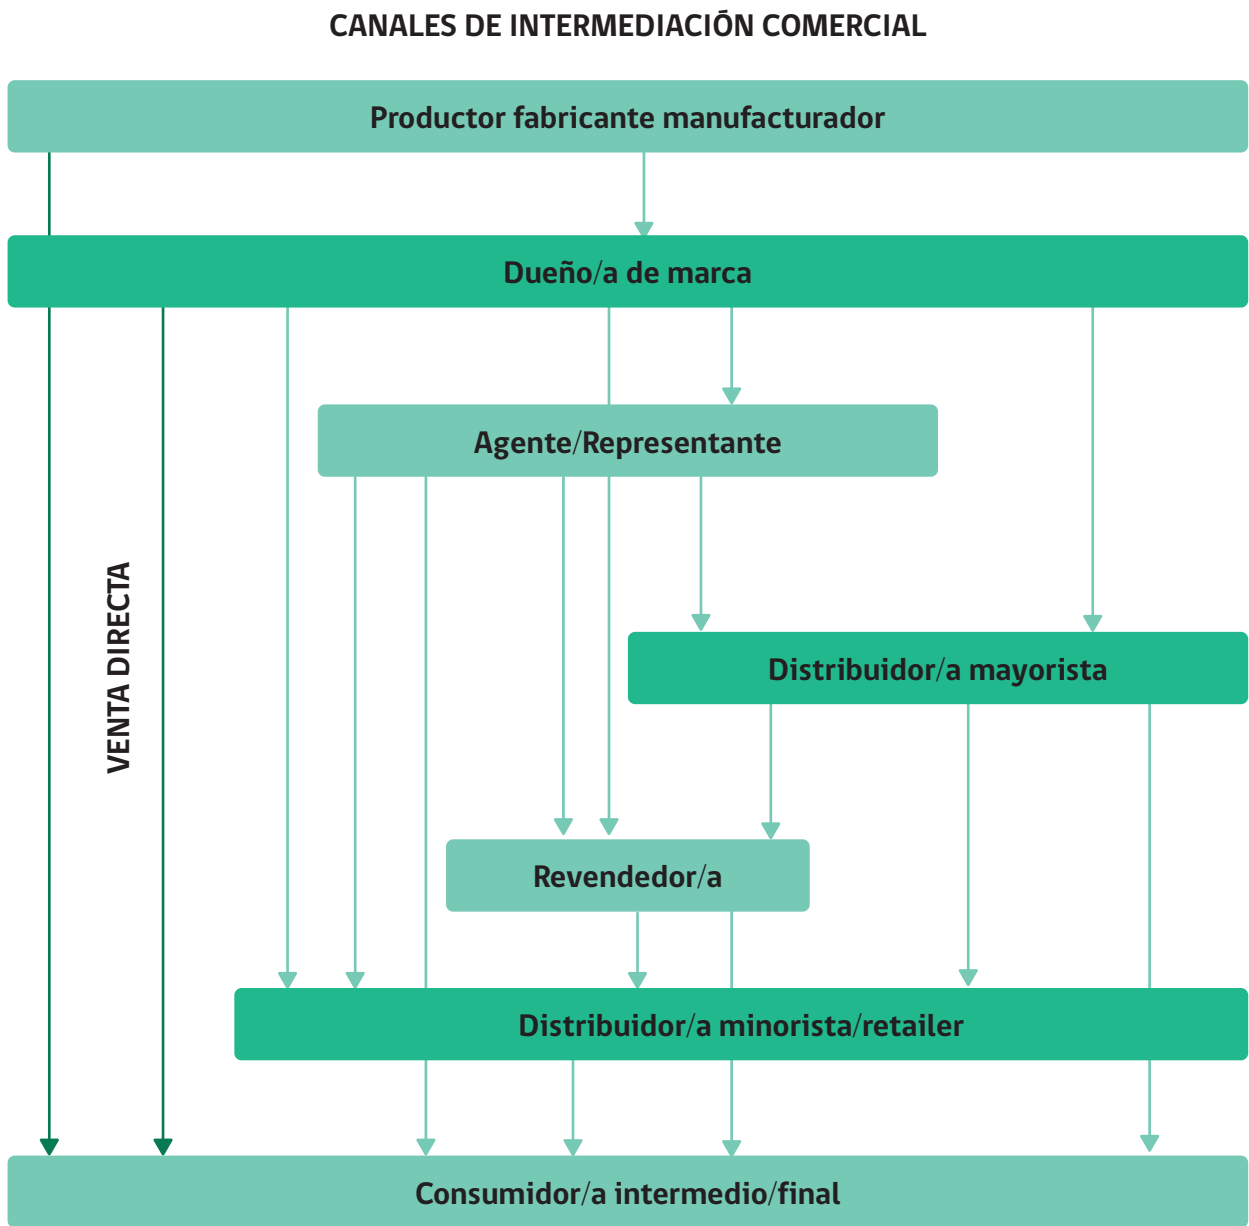 CANALES DE INTERMEDIACIÓN COMERCIAL
Productor fabricante manufacturador
Dueño/a de marca
Agente/Representante
VENTA DIRECTA
Distribuidor/a mayorista
Revendedor/a
Distribuidor/a minorista/retailer
Consumidor/a intermedio/final